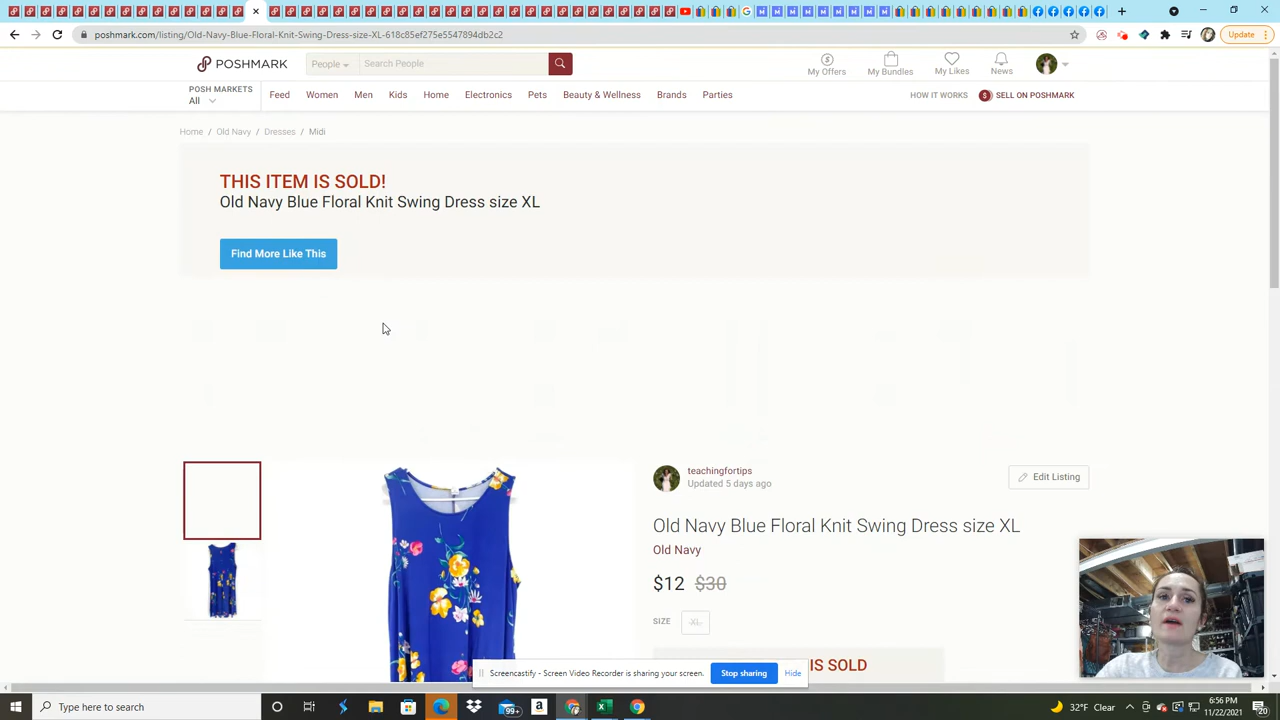 poshmark.com/listing/Old-Navy-Blue-Floral-Knit-Swing-Dress-size-XL-618c85ef275e5547894db2c2
Update
POSHMARK
People
Search People
My Offers
My Bundles
My Likes
News
POSH MARKETS
All
Feed
Women
Men
Kids
Home
Electronics
Pets
Beauty & Wellness
Brands
Parties
HOW IT WORKS
SELL ON POSHMARK
Home / Old Navy / Dresses / Midi
THIS ITEM IS SOLD!
Old Navy Blue Floral Knit Swing Dress size XL
Find More Like This
teachingfortips
Updated 5 days ago
Edit Listing
Old Navy Blue Floral Knit Swing Dress size XL
Old Navy
$12 $30
SIZE XL
IS SOLD
Screencastify - Screen Video Recorder is sharing your screen.
Stop sharing
Hide
Type here to search
99+
32°F Clear
6:56 PM
11/22/2021
20